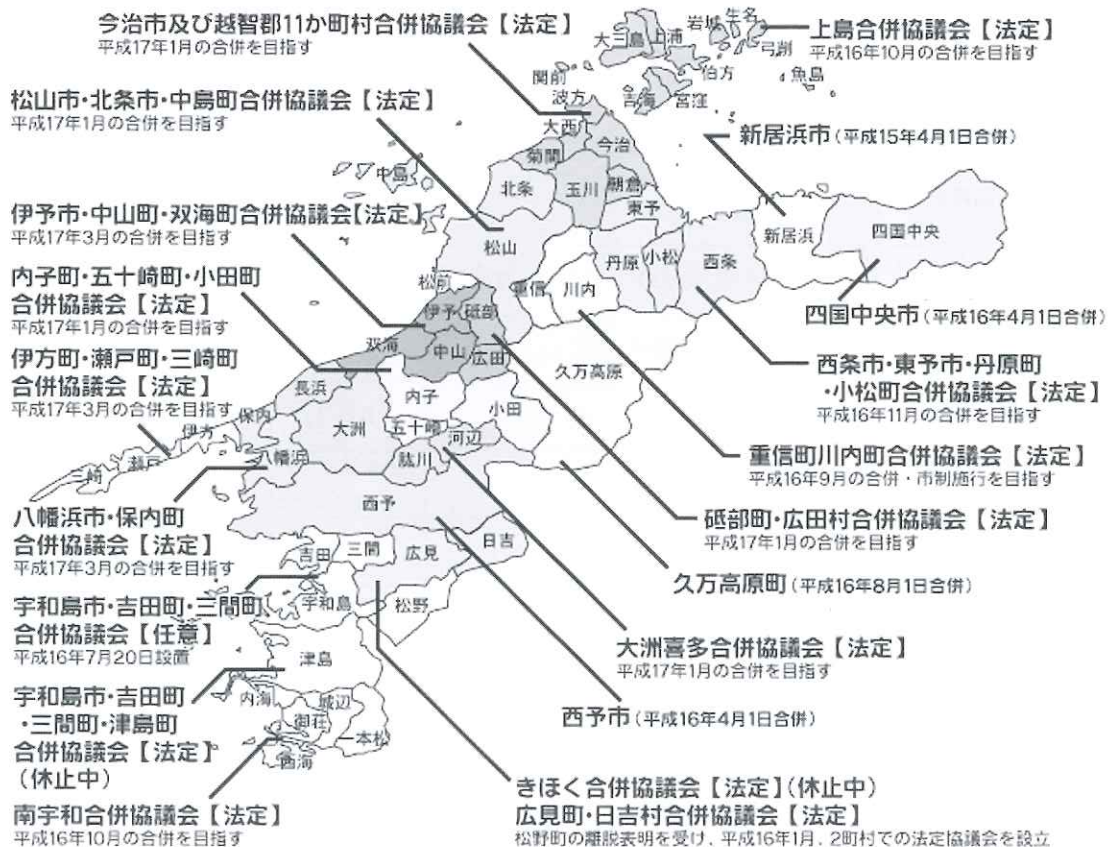 今治市及び越智郡11か町村合併協議会【法定】
平成17年1月の合併を目指す
上島合併協議会【法定】
平成16年10月の合併を目指す
松山市・北条市・中島町合併協議会【法定】
平成17年1月の合併を目指す
新居浜市(平成15年4月1日合併)
伊予市・中山町・双海町合併協議会【法定】
平成17年3月の合併を目指す
内子町・五十崎町・小田町
合併協議会【法定】
平成17年1月の合併を目指す
四国中央市(平成16年4月1日合併)
伊方町・瀬戸町・三崎町
合併協議会【法定】
平成17年3月の合併を目指す
西条市・東予市・丹原町
・小松町合併協議会【法定】
平成16年11月の合併を目指す
重信町川内町合併協議会【法定】
平成16年9月の合併・市制施行を目指す
八幡浜市・保内町
合併協議会【法定】
平成17年3月の合併を目指す
砥部町・広田村合併協議会【法定】
平成17年1月の合併を目指す
久万高原町(平成16年8月1日合併)
宇和島市・吉田町・三間町
合併協議会【任意】
平成16年7月20日設置
大洲喜多合併協議会【法定】
平成17年1月の合併を目指す
宇和島市・吉田町
・三間町・津島町
合併協議会【法定】
(休止中)
西予市(平成16年4月1日合併)
南宇和合併協議会【法定】
平成16年10月の合併を目指す
きほく合併協議会【法定】(休止中)
広見町・日吉村合併協議会【法定】
松野町の離脱表明を受け、平成16年1月、2町村での法定協議会を設立
大三島
上浦
岩城
生名
弓削
魚島
関前
伯方
波方
吉海
宮窪
大西
今治
菊間
中島
北条
玉川
朝倉
東予
松山
丹原
小松
西条
新居浜
四国中央
松前
重信
川内
伊予
砥部
双海
中山
広田
久万高原
長浜
内子
小田
保内
大洲
五十崎
河辺
伊方
瀬戸
三崎
八幡浜
肱川
西予
吉田
三間
広見
日吉
宇和島
松野
津島
内海
城辺
御荘
一本松
西海